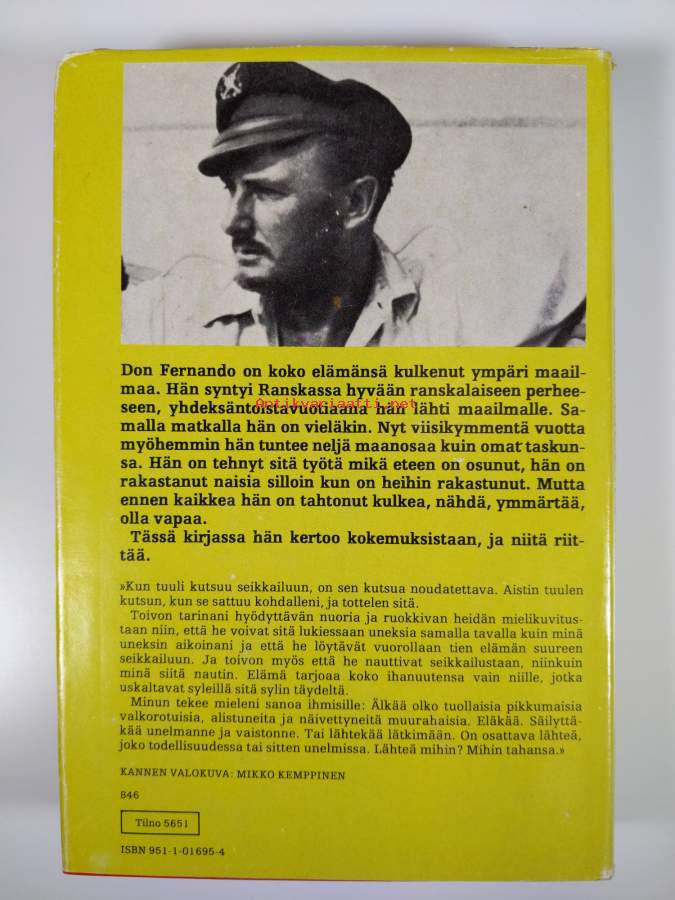 Don Fernando on koko elämänsä kulkenut ympäri maail-
maa. Hän syntyi Ranskassa hyvään ranskalaiseen perhee-
seen, yhdeksäntoistavuotiaana hän lähti maailmalle. Sa-
Antikvariaatti.net
malla matkalla hän on vieläkin. Nyt viisikymmentä vuotta
myöhemmin hän tuntee neljä maanosaa kuin omat taskun-
sa. Hän on tehnyt sitä työtä mikä eteen on osunut, hän on
rakastanut naisia silloin kun on heihin rakastunut. Mutta
ennen kaikkea hän on tahtonut kulkea, nähdä, ymmärtää,
olla vapaa.
Tässä kirjassa hän kertoo kokemuksistaan, ja niitä riit-
tää.
»Kun tuuli kutsuu seikkailuun, on sen kutsua noudatettava. Aistin tuulen
kutsun, kun se sattuu kohdalleni, ja tottelen sitä.
Toivon tarinani hyödyttävän nuoria ja ruokkivan heidän mielikuvitus-
taan niin, että he voivat sitä lukiessaan uneksia samalla tavalla kuin minä
uneksin aikoinani ja että he löytävät vuorollaan tien elämän suureen
seikkailuun. Ja toivon myös että he nauttivat seikkailustaan, niinkuin
minä siitä nautin. Elämä tarjoaa koko ihanuutensa vain niille, jotka
uskaltavat syleillä sitä sylin täydeltä.
Minun tekee mieleni sanoa ihmisille: Älkää olko tuollaisia pikkumaisia
valkorotuisia, alistuneita ja näivettyneitä muurahaisia. Eläkää. Säilyttä-
kää unelmanne ja vaistonne. Tai lähtekää lätkimään. On osattava lähteä,
joko todellisuudessa tai sitten unelmissa. Lähteä mihin? Mihin tahansa.»
KANNEN VALOKUVA: MIKKO KEMPPINEN
846
Tilno 5651
ISBN 951-1-01695-4